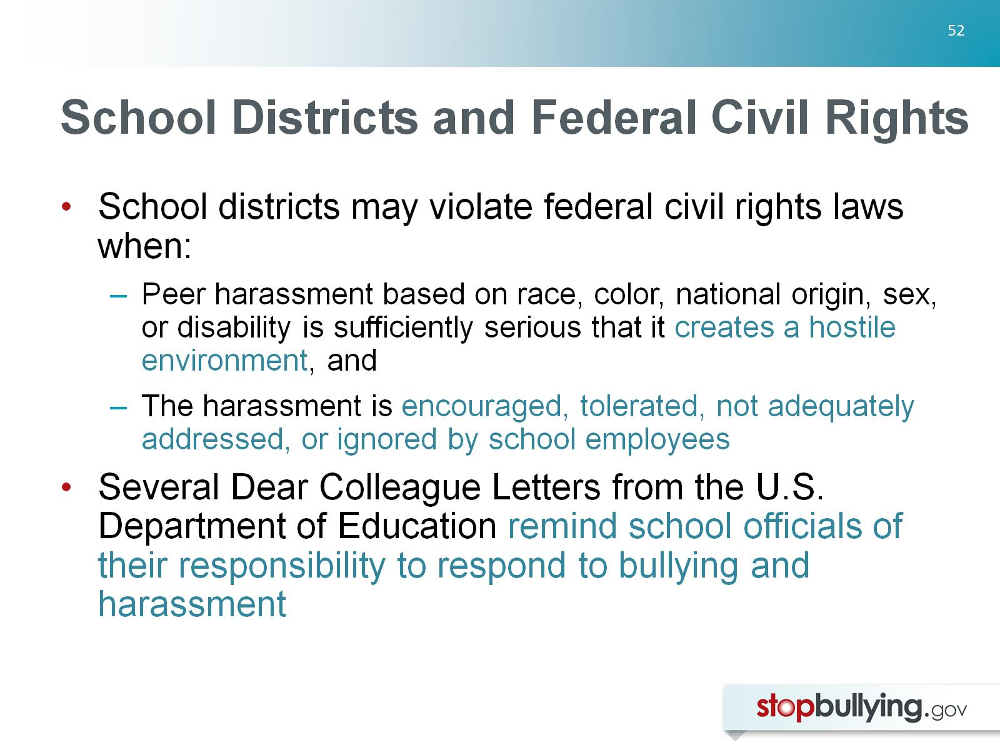 52
School Districts and Federal Civil Rights
• School districts may violate federal civil rights laws
when:
– Peer harassment based on race, color, national origin, sex,
or disability is sufficiently serious that it creates a hostile
environment, and
– The harassment is encouraged, tolerated, not adequately
addressed, or ignored by school employees
• Several Dear Colleague Letters from the U.S.
Department of Education remind school officials of
their responsibility to respond to bullying and
harassment
stopbullying.gov